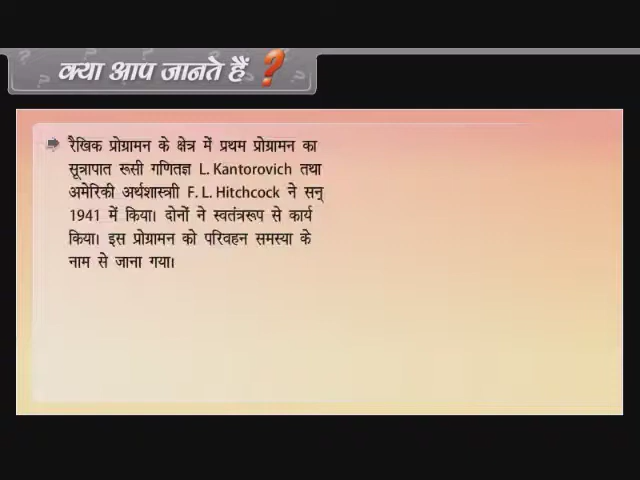 क्या आप जानते हैं ?
रैखिक प्रोग्रामन के क्षेत्र में प्रथम प्रोग्रामन का
सूत्रापात रूसी गणितज्ञ L. Kantorovich तथा
अमेरिकी अर्थशास्त्राी F. L. Hitchcock ने सन्
1941 में किया। दोनों ने स्वतंत्ररूप से कार्य
किया। इस प्रोग्रामन को परिवहन समस्या के
नाम से जाना गया।